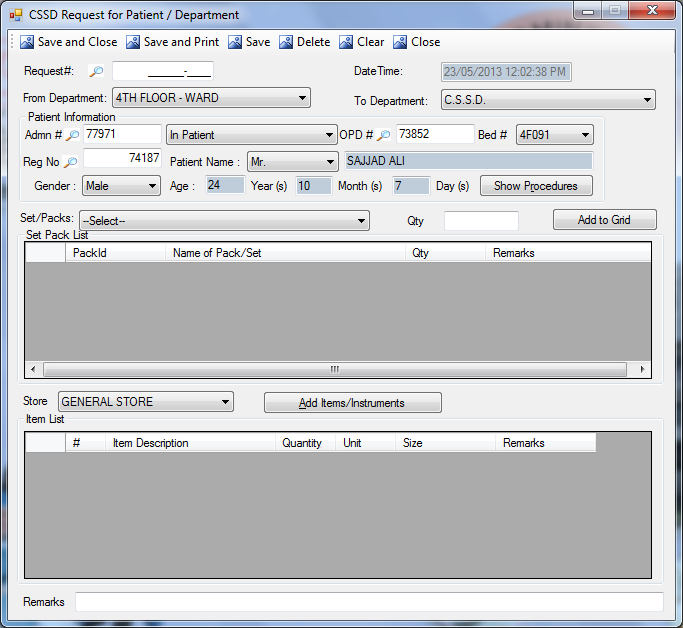 CSSD Request for Patient / Department
Save and Close Save and Print Save Delete Clear Close
Request#: ______-____ DateTime: 23/05/2013 12:02:38 PM
From Department: 4TH FLOOR - WARD To Department: C.S.S.D.
Patient Information
Admn # 77971 In Patient OPD # 73852 Bed # 4F091
Reg No 74187 Patient Name : Mr. SAJJAD ALI
Gender : Male Age : 24 Year (s) 10 Month (s) 7 Day (s) Show Procedures
Set/Packs: --Select-- Qty Add to Grid
Set Pack List
PackId Name of Pack/Set Qty Remarks
Store GENERAL STORE Add Items/Instruments
Item List
# Item Description Quantity Unit Size Remarks
Remarks